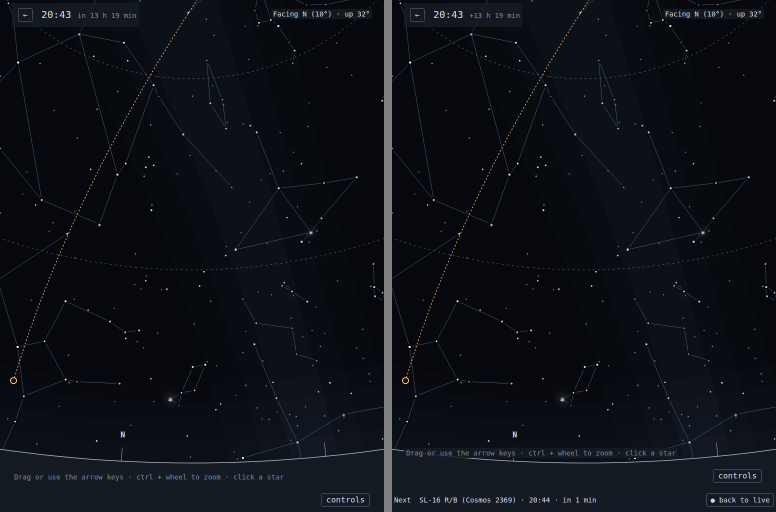 ← 20:43 in 13 h 19 min
Facing N (10°) · up 32°
N
Drag or use the arrow keys · ctrl + wheel to zoom · click a star
controls
← 20:43 +13 h 19 min
Facing N (10°) · up 32°
N
Drag or use the arrow keys · ctrl + wheel to zoom · click a star
controls
Next SL-16 R/B (Cosmos 2369) · 20:44 · in 1 min
● back to live